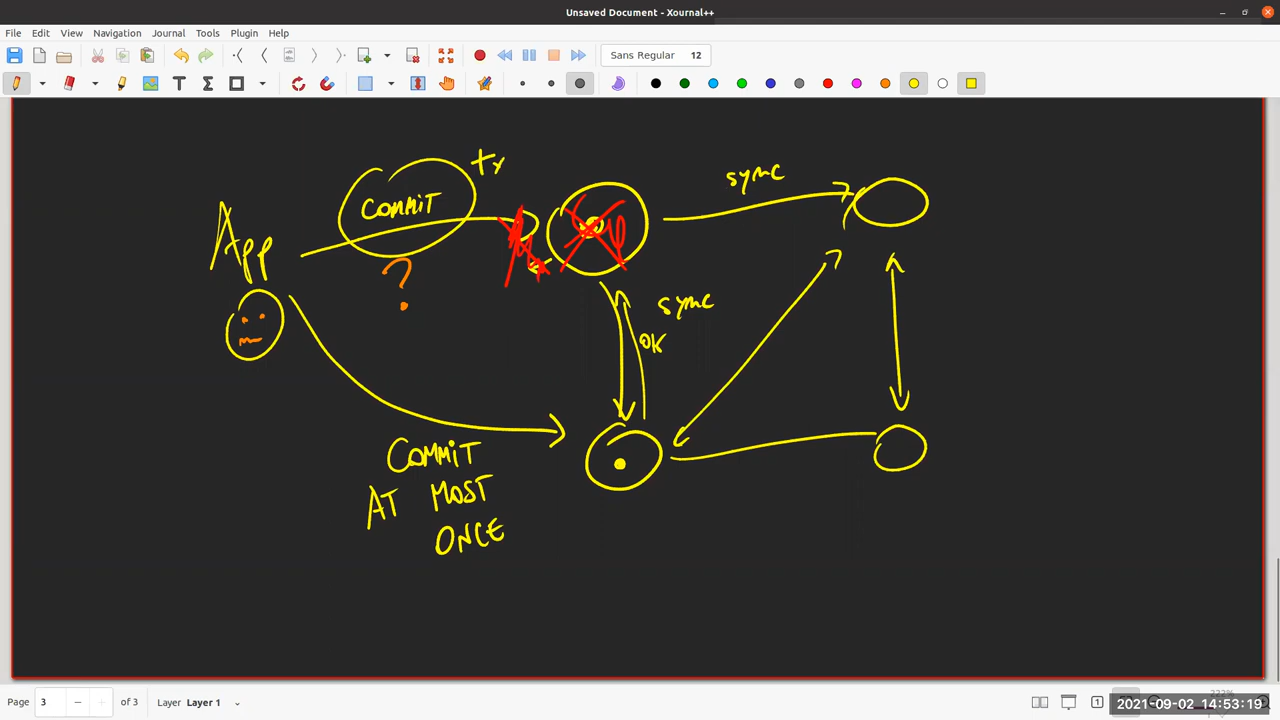 Unsaved Document - Xournal++
File Edit View Navigation Journal Tools Plugin Help
Sans Regular 12
tx
COMMIT
sync
App
?
sync
OK
COMMIT
AT MOST
ONCE
Page 3 of 3 Layer Layer 1
2021-09-02 14:53:19